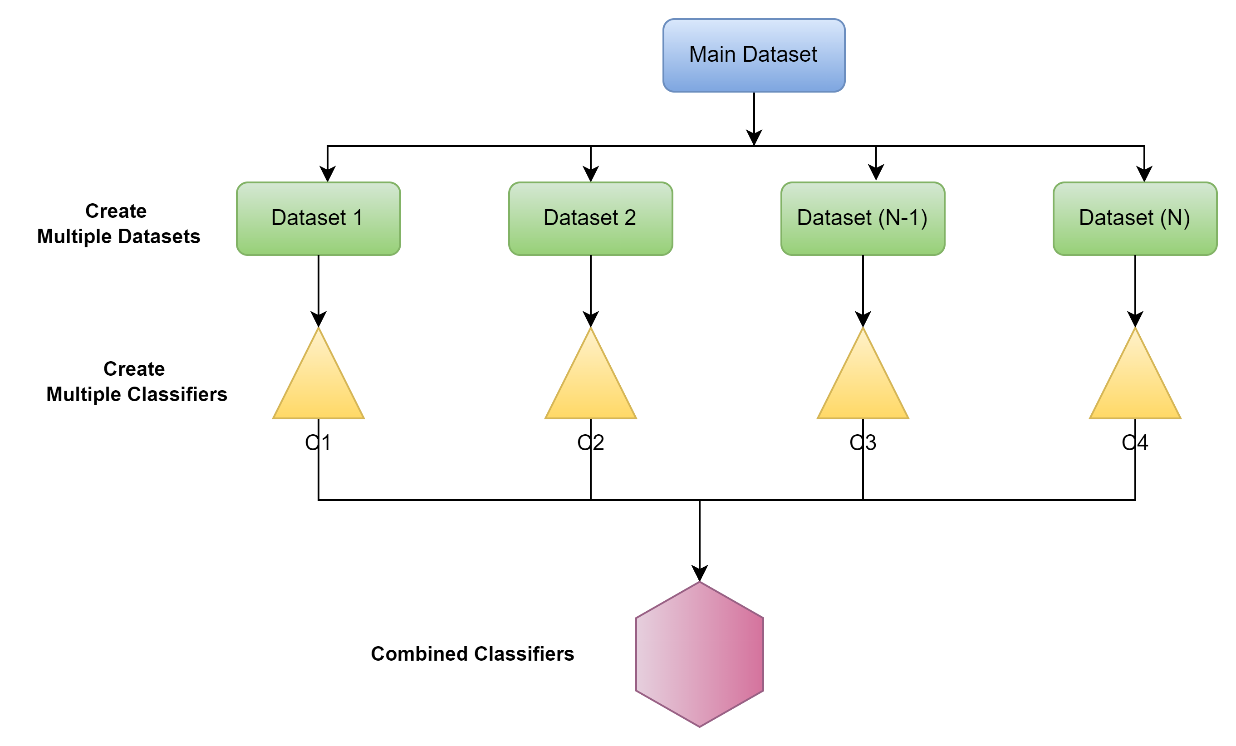 Main Dataset
Create
Multiple Datasets
Dataset 1
Dataset 2
Dataset (N-1)
Dataset (N)
Create
Multiple Classifiers
C1
C2
C3
C4
Combined Classifiers